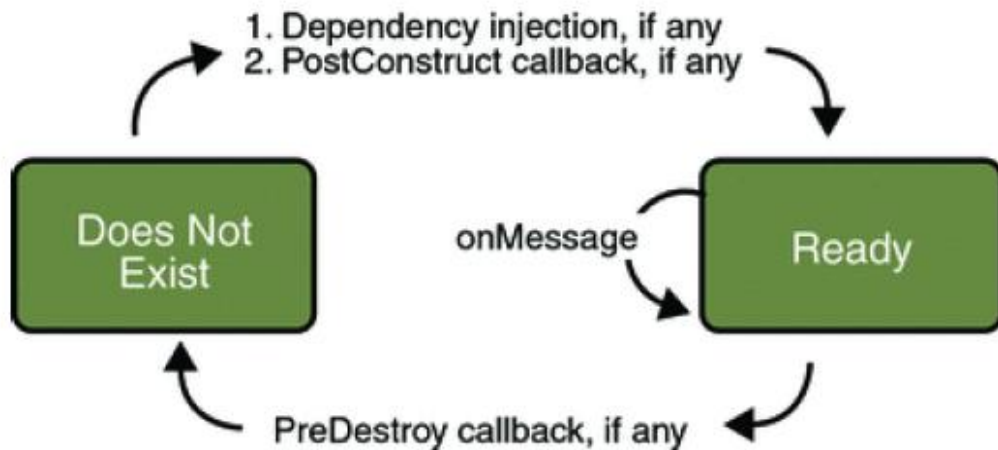 1. Dependency injection, if any
2. PostConstruct callback, if any
Does Not
Exist
onMessage
Ready
PreDestroy callback, if any